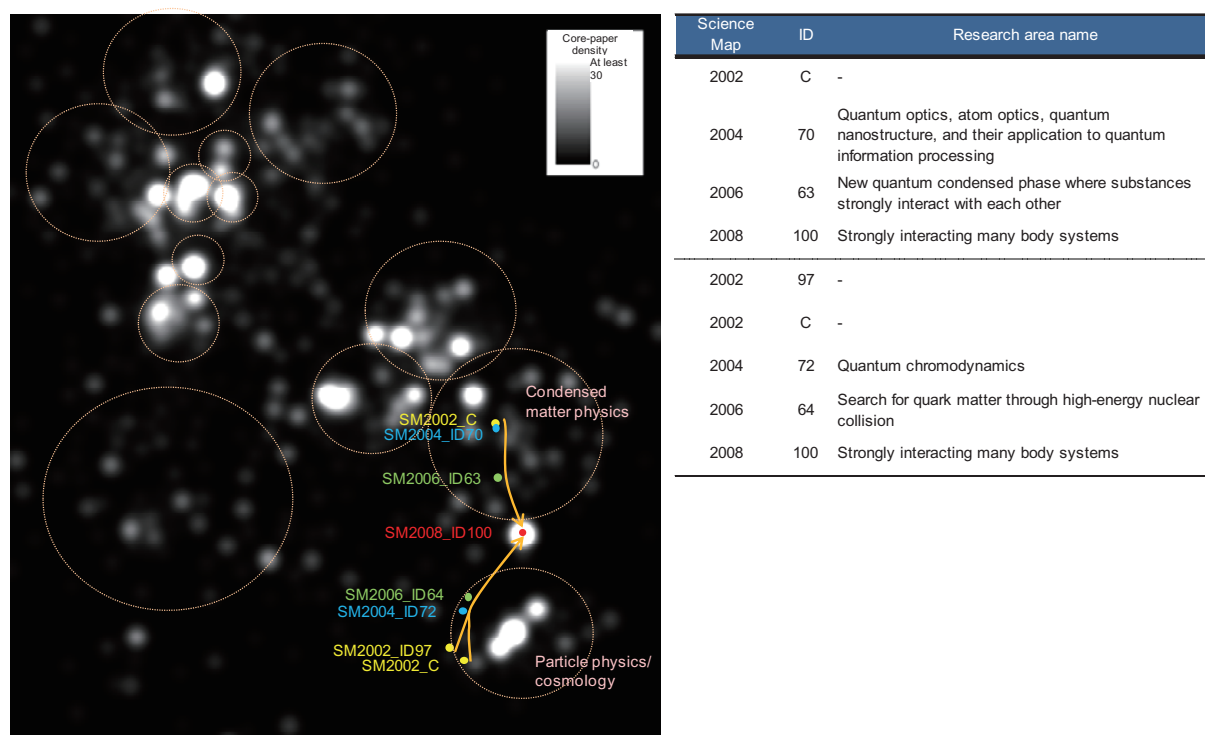 Core-paper
density
At least
30
0
Condensed
matter physics
SM2002_C
SM2004_ID70
SM2006_ID63
SM2008_ID100
SM2006_ID64
SM2004_ID72
SM2002_ID97
SM2002_C
Particle physics/
cosmology
Science Map ID Research area name
2002 C -
2004 70 Quantum optics, atom optics, quantum
nanostructure, and their application to quantum
information processing
2006 63 New quantum condensed phase where substances
strongly interact with each other
2008 100 Strongly interacting many body systems
2002 97 -
2002 C -
2004 72 Quantum chromodynamics
2006 64 Search for quark matter through high-energy nuclear
collision
2008 100 Strongly interacting many body systems